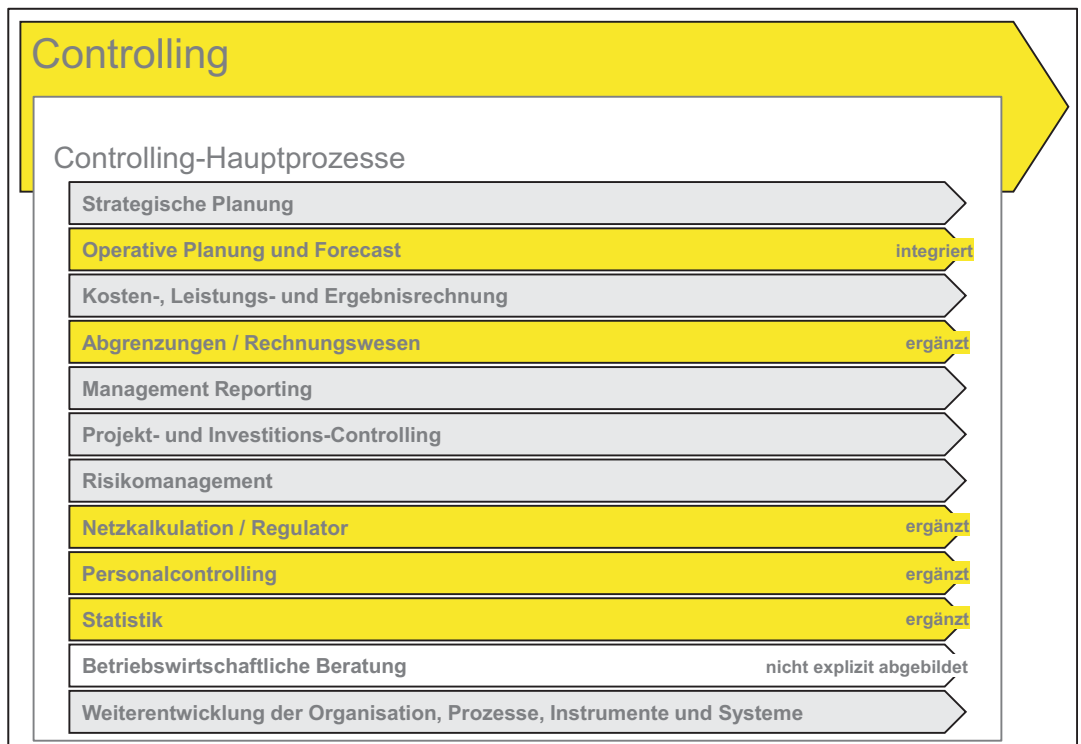 Controlling
Controlling-Hauptprozesse
Strategische Planung
Operative Planung und Forecast integriert
Kosten-, Leistungs- und Ergebnisrechnung
Abgrenzungen / Rechnungswesen ergänzt
Management Reporting
Projekt- und Investitions-Controlling
Risikomanagement
Netzkalkulation / Regulator ergänzt
Personalcontrolling ergänzt
Statistik ergänzt
Betriebswirtschaftliche Beratung nicht explizit abgebildet
Weiterentwicklung der Organisation, Prozesse, Instrumente und Systeme